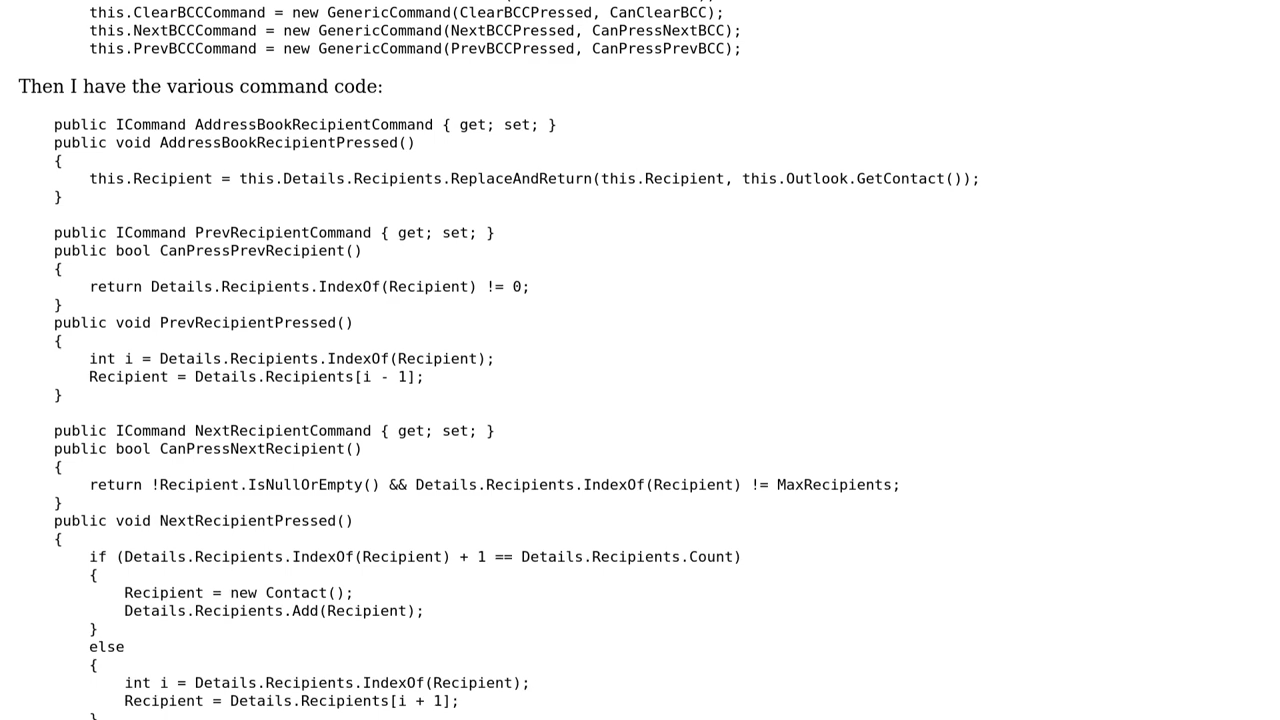 this.ClearBCCCommand = new GenericCommand(ClearBCCPressed, CanClearBCC);
this.NextBCCCommand = new GenericCommand(NextBCCPressed, CanPressNextBCC);
this.PrevBCCCommand = new GenericCommand(PrevBCCPressed, CanPressPrevBCC);
Then I have the various command code:
public ICommand AddressBookRecipientCommand { get; set; }
public void AddressBookRecipientPressed()
{
this.Recipient = this.Details.Recipients.ReplaceAndReturn(this.Recipient, this.Outlook.GetContact());
}
public ICommand PrevRecipientCommand { get; set; }
public bool CanPressPrevRecipient()
{
return Details.Recipients.IndexOf(Recipient) != 0;
}
public void PrevRecipientPressed()
{
int i = Details.Recipients.IndexOf(Recipient);
Recipient = Details.Recipients[i - 1];
}
public ICommand NextRecipientCommand { get; set; }
public bool CanPressNextRecipient()
{
return !Recipient.IsNullOrEmpty() && Details.Recipients.IndexOf(Recipient) != MaxRecipients;
}
public void NextRecipientPressed()
{
if (Details.Recipients.IndexOf(Recipient) + 1 == Details.Recipients.Count)
{
Recipient = new Contact();
Details.Recipients.Add(Recipient);
}
else
{
int i = Details.Recipients.IndexOf(Recipient);
Recipient = Details.Recipients[i + 1];
}